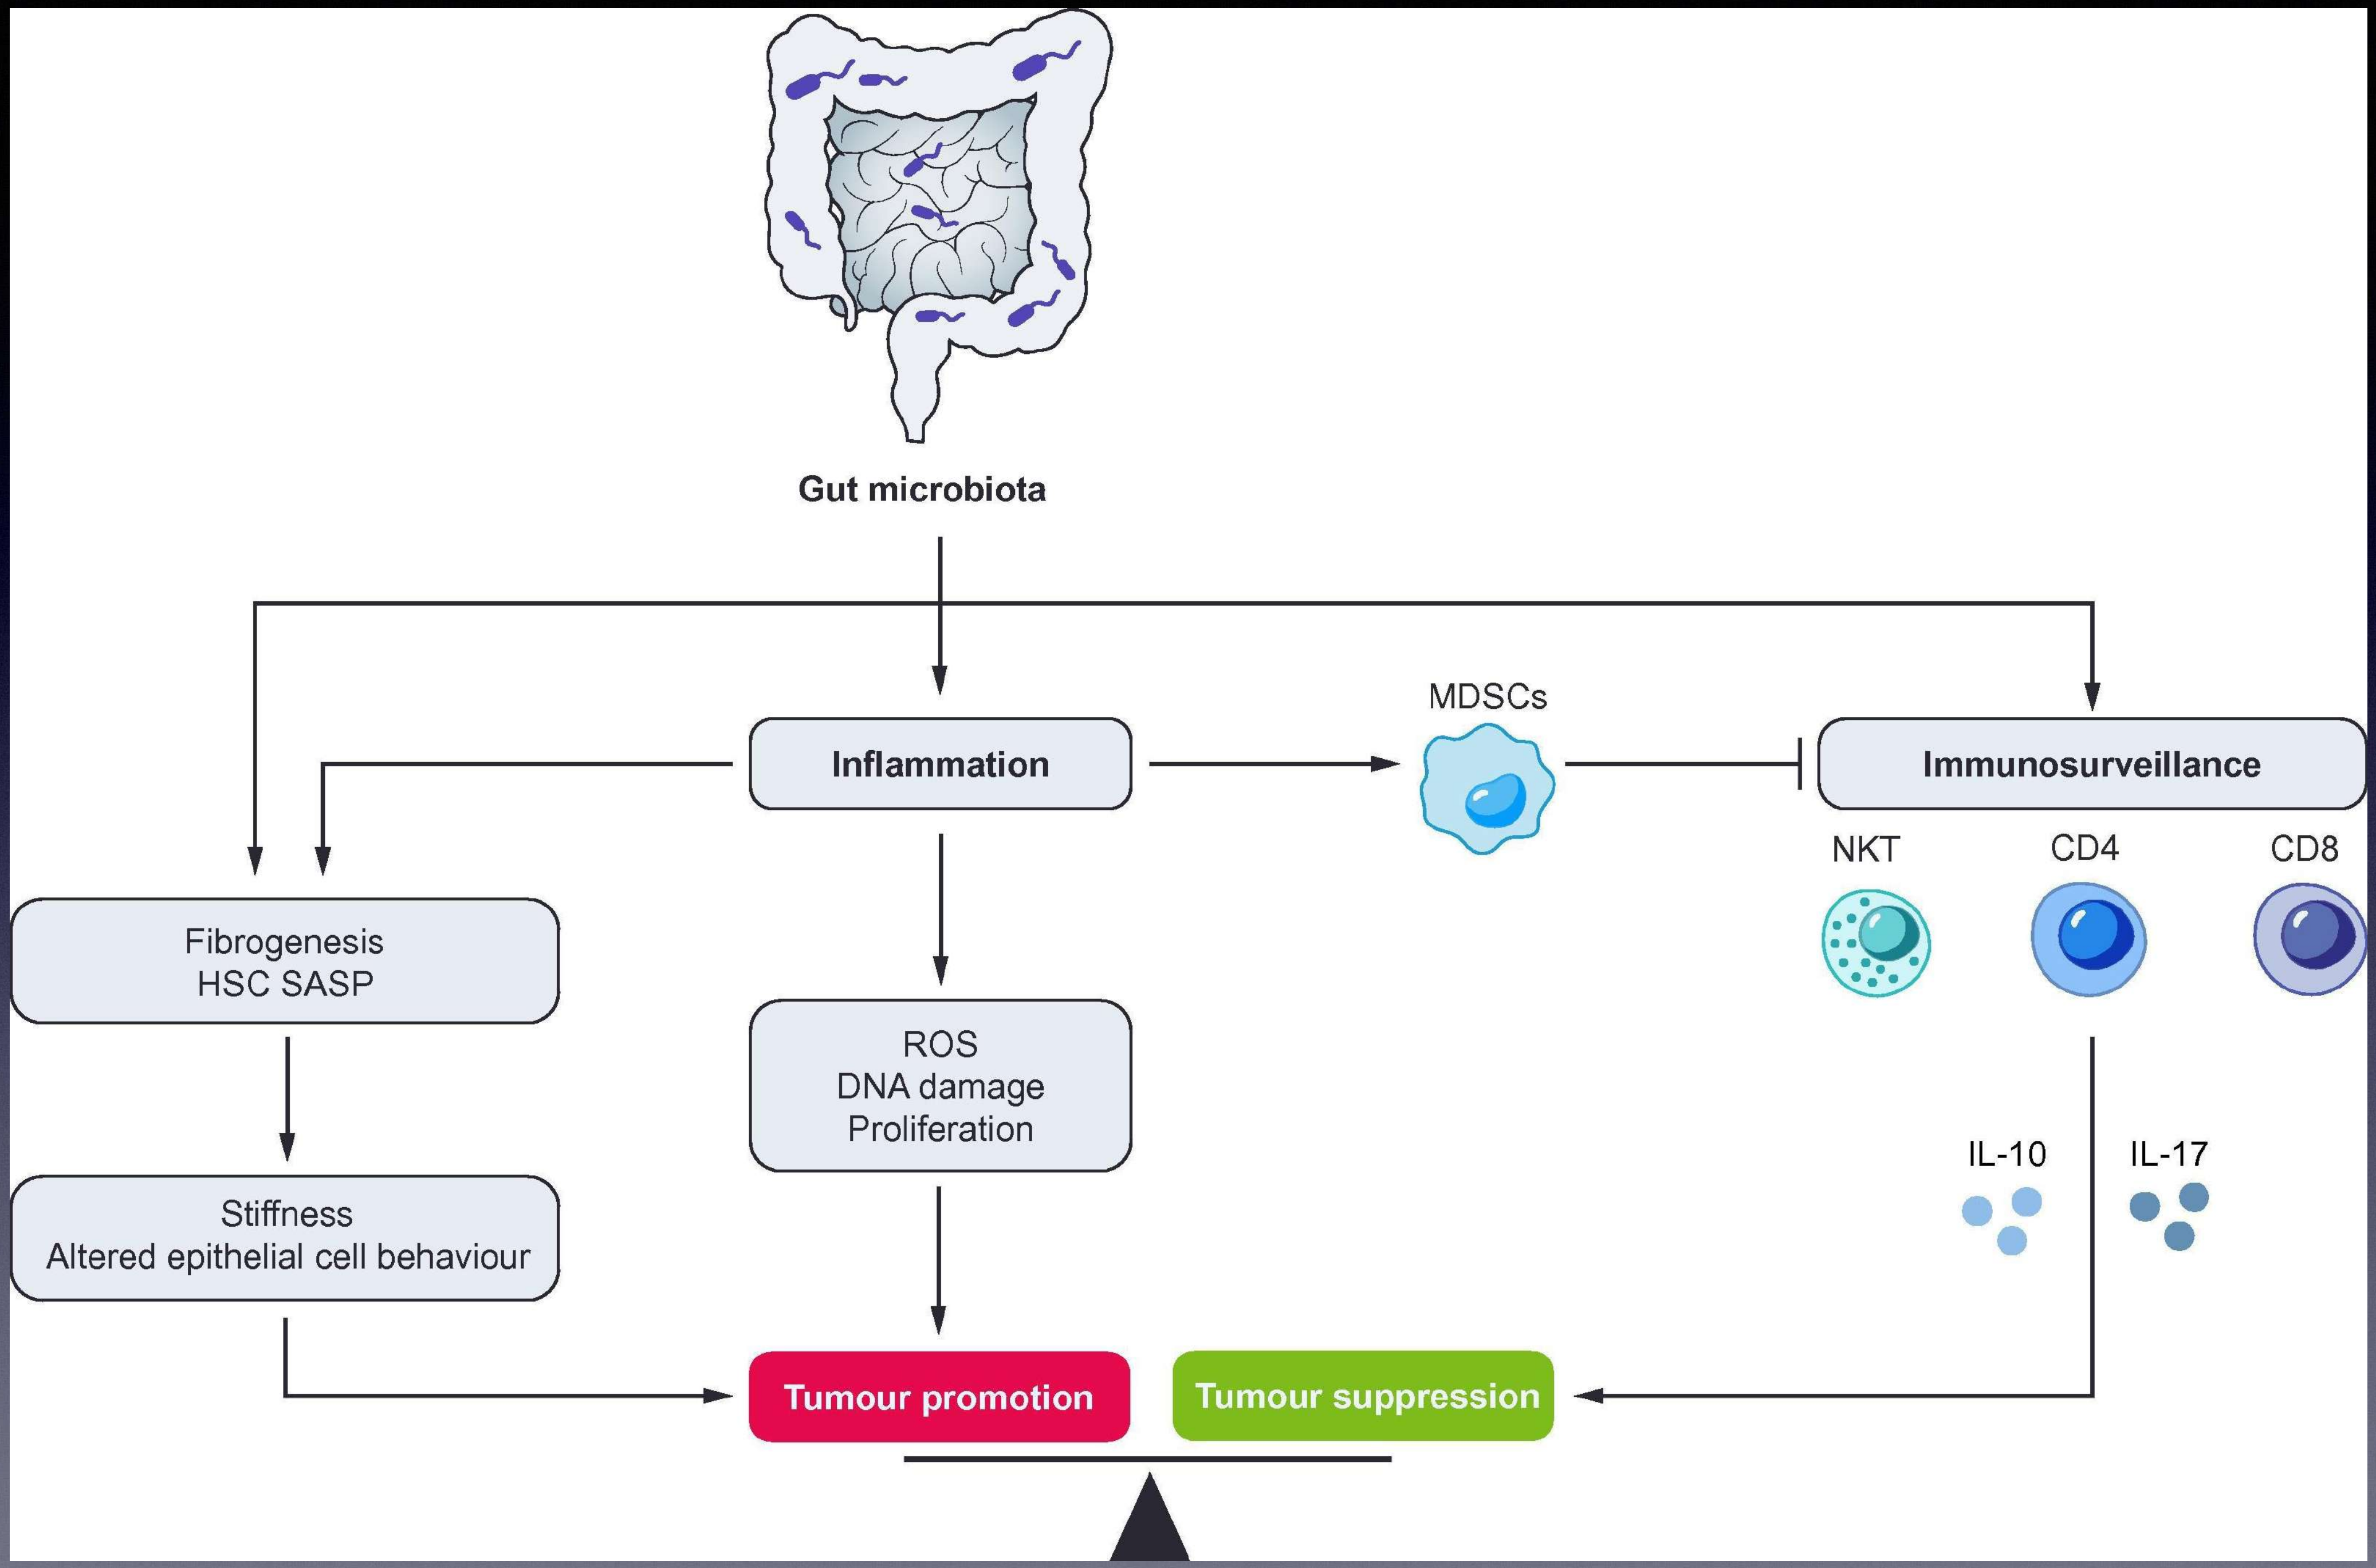 Gut microbiota
MDSCs
Inflammation
Immunosurveillance
NKT
CD4
CD8
Fibrogenesis
HSC SASP
ROS
DNA damage
Proliferation
IL-10
IL-17
Stiffness
Altered epithelial cell behaviour
Tumour promotion
Tumour suppression